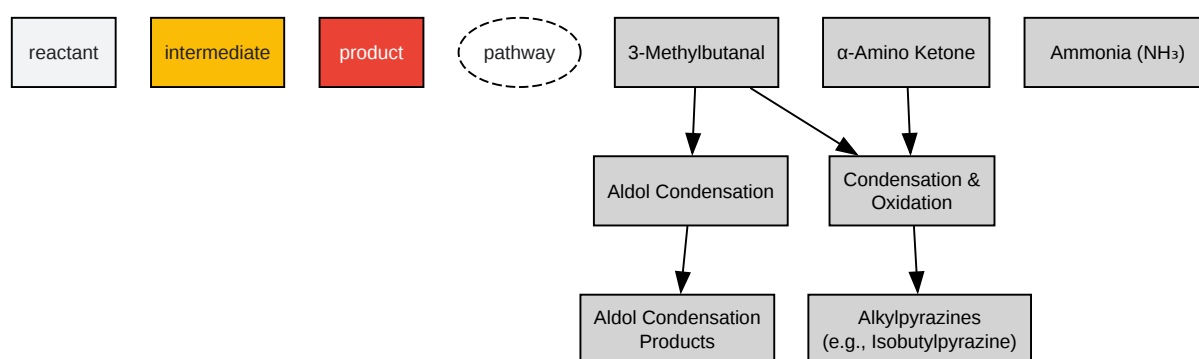 reactant
intermediate
product
pathway
3-Methylbutanal
α-Amino Ketone
Ammonia (NH₃)
Aldol Condensation
Condensation &
Oxidation
Aldol Condensation
Products
Alkylpyrazines
(e.g., Isobutylpyrazine)